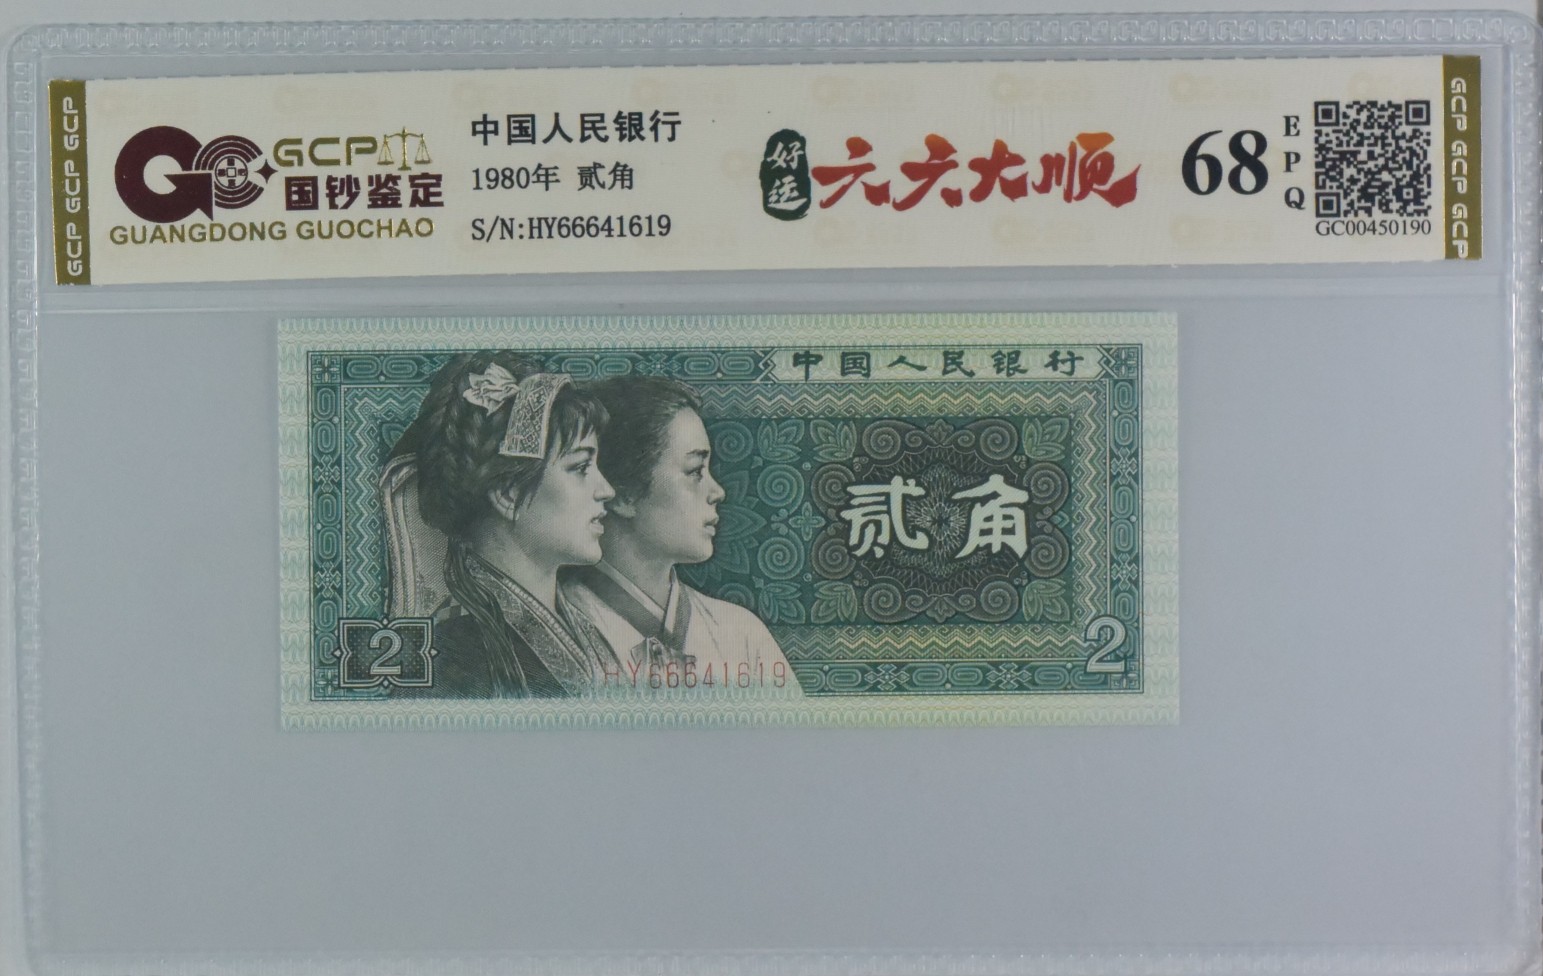 GCP GCP GCP
GCP
国钞鉴定
GUANGDONG GUOCHAO
中国人民银行
1980年 贰角
S/N:HY66641619
好运
六六大顺
68
EPQ
GC00450190
GCP GCP GCP
中国人民银行
贰角
2
2
HY66641619